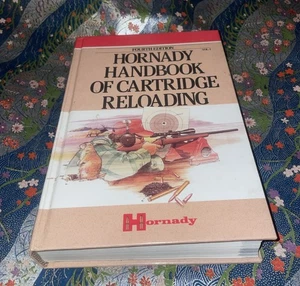 FOURTH EDITION
HORNADY
HANDBOOK
OF CARTRIDGE
RELOADING
Hornady